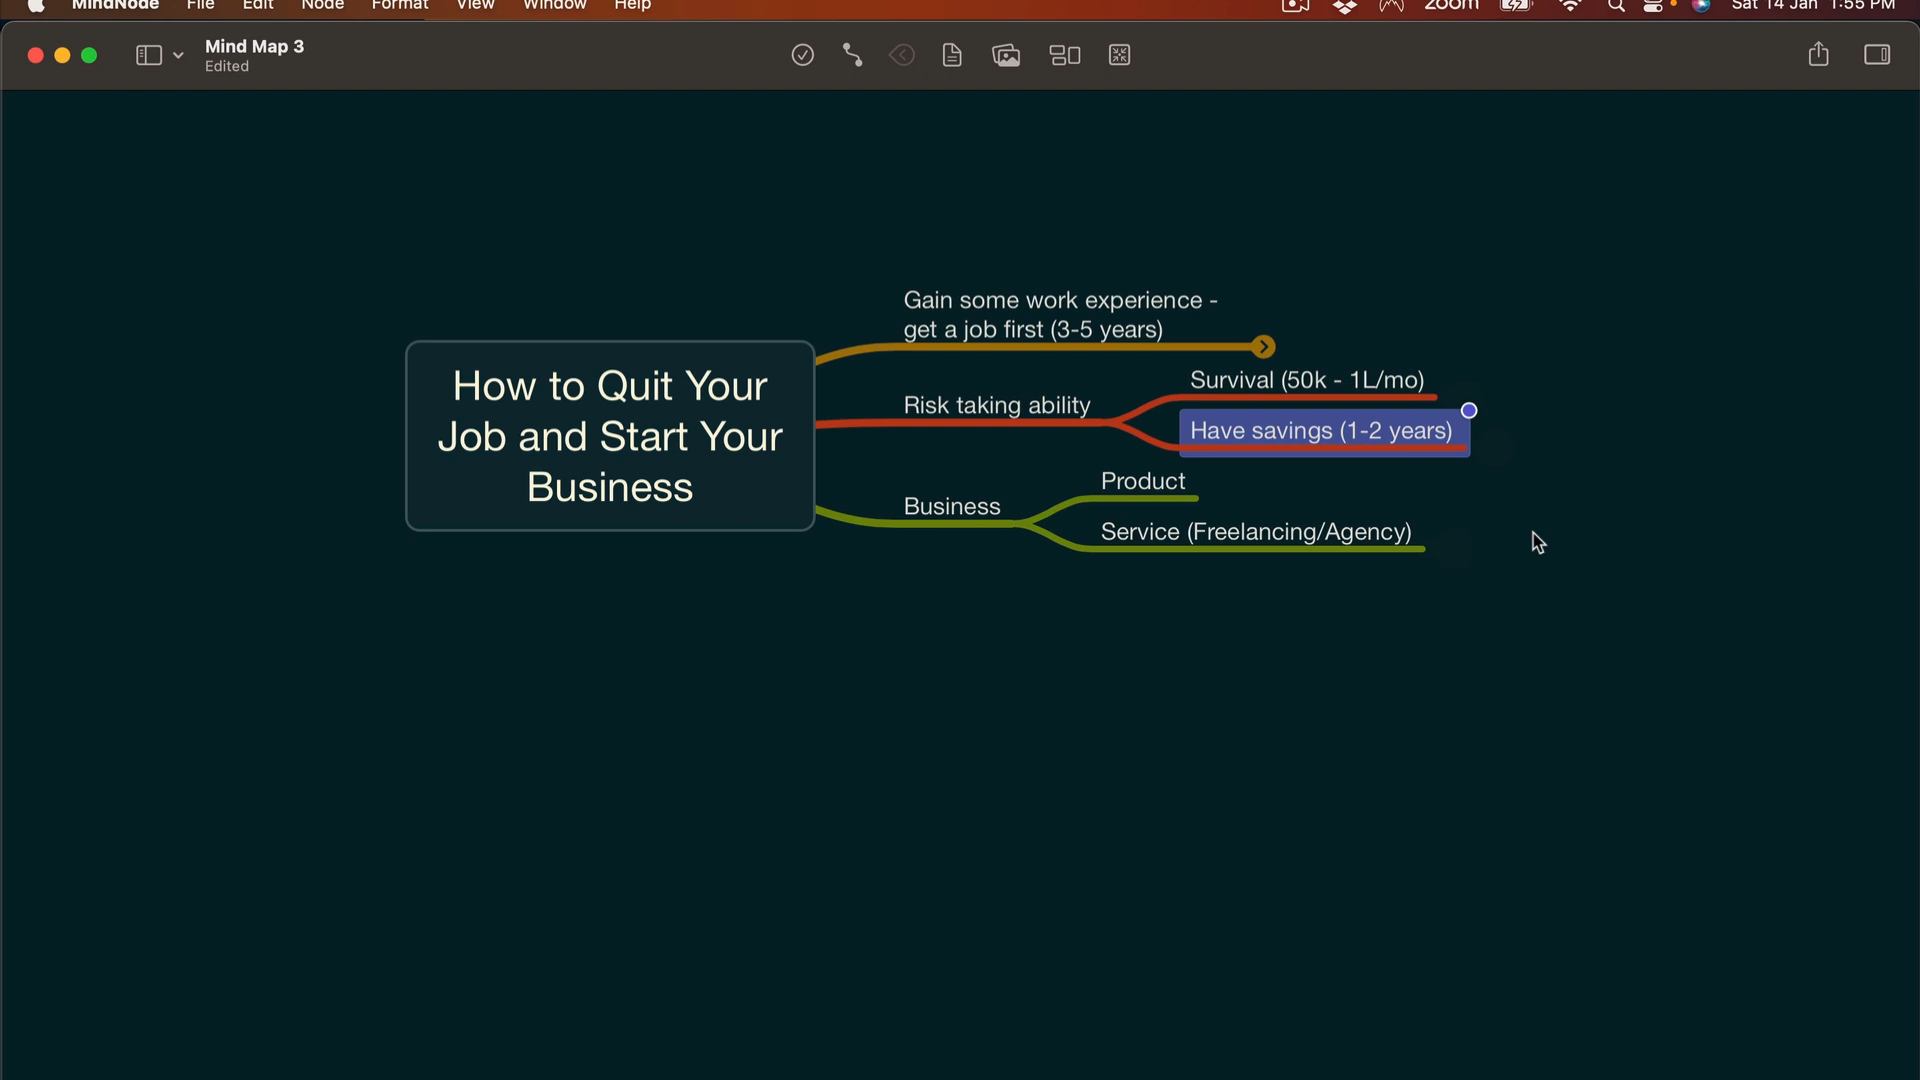 MindNode File Edit Node Format View Window Help zoom Sat 14 Jan 1:55 PM
Mind Map 3
Edited
Gain some work experience -
get a job first (3-5 years)
How to Quit Your
Job and Start Your
Business
Risk taking ability
Survival (50k - 1L/mo)
Have savings (1-2 years)
Business
Product
Service (Freelancing/Agency)